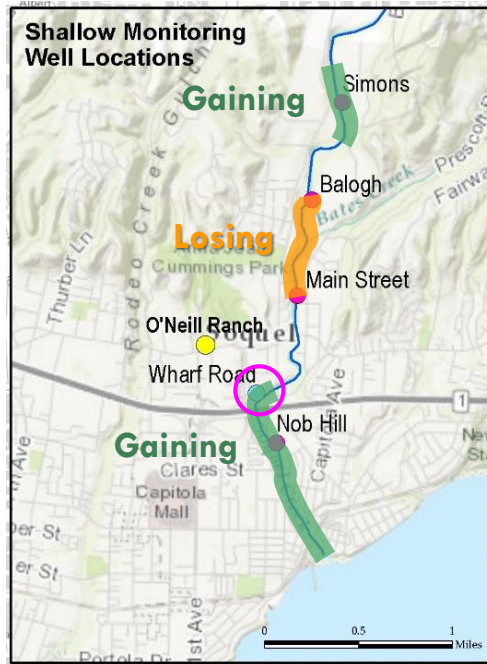 Albert
Shallow Monitoring
Well Locations
Simons
Gaining
Balogh
Prescott
Fairway
Bates Creek
Rodeo Creek Gulch
Thurber Ln
Losing
Cummings Park
Main Street
O'Neill Ranch
Soquel
Wharf Road
1
Nob Hill
Capitola Ave
Gaining
Clares St
Capitola
Mall
er St
1st Ave
Portola Dr
0 0.5 1
Miles